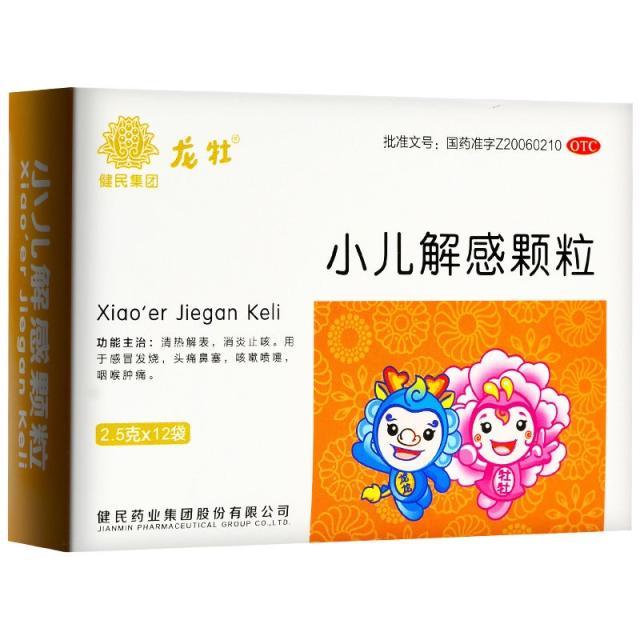 小儿解感颗粒
Xiao'er Jiegan Keli
健民集团
龙牡®
批准文号：国药准字Z20060210 OTC
小儿解感颗粒
Xiao'er Jiegan Keli
功能主治：清热解表，消炎止咳。用
于感冒发烧，头痛鼻塞，咳嗽喷嚏，
咽喉肿痛。
2.5克x12袋
龙龙
牡牡
健民药业集团股份有限公司
JIANMIN PHARMACEUTICAL GROUP CO.,LTD.